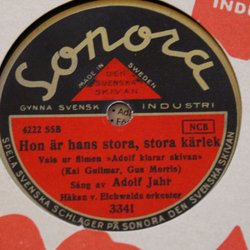 INDU
Sonora
MADE IN SWEDEN
DEN SVENSKA SKIVAN
GYNNA SVENSK INDUSTRI
4222 SSB
NCB
Hon är hans stora, stora kärlek
Vals ur filmen »Adolf klarar skivan»
(Kai Gullmar, Gus Morris)
Sång av Adolf Jahr
Håkan v. Eichwalds orkester
3341
SPELA SVENSKA SCHLAGER PÅ SONORA DEN SVENSKA SKIVAN